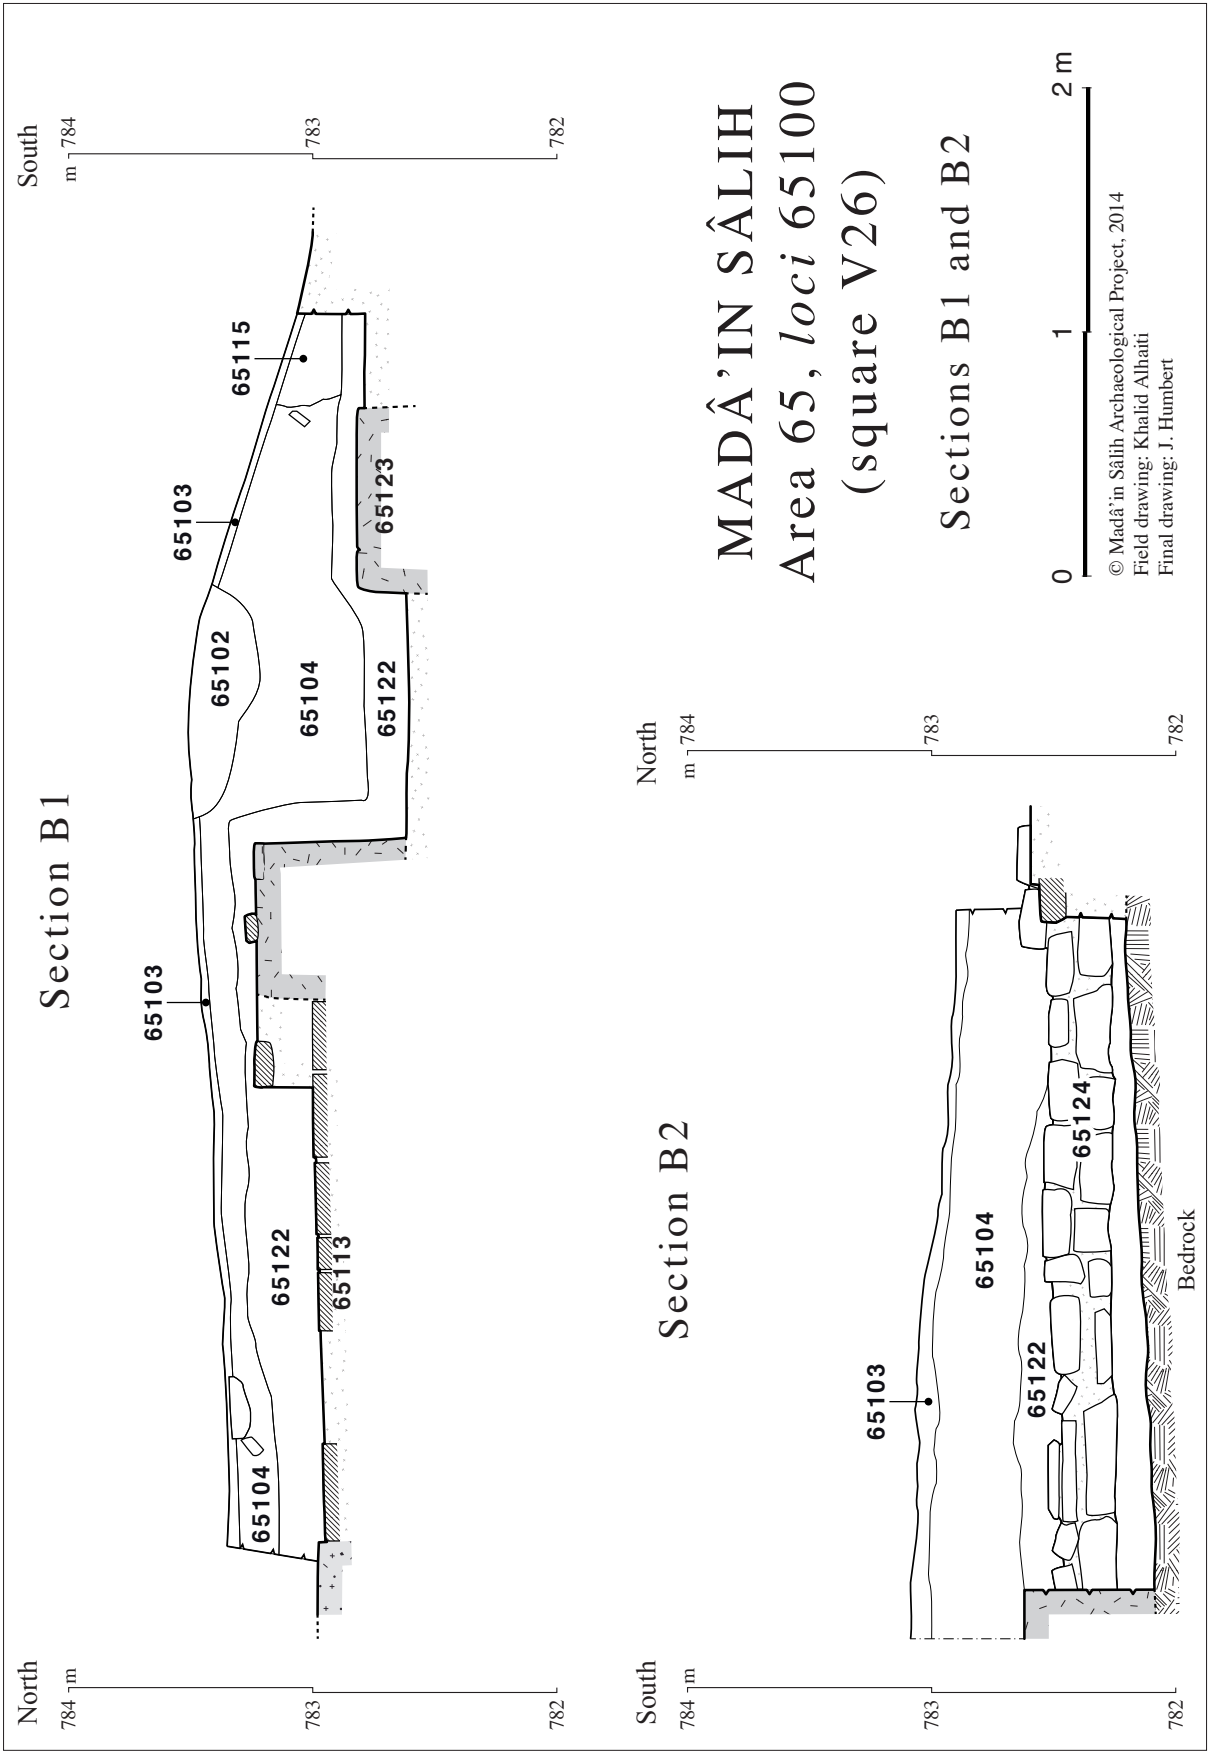 Section B1
North
South
784 m
783
782
m 784
783
782
65103
65103
65115
65102
65104
65104
65122
65122
65113
65123
Section B2
South
North
784 m
783
782
m 784
783
782
65103
65104
65122
65124
Bedrock
MADÂ’IN SÂLIH
Area 65, loci 65100
(square V26)
Sections B1 and B2
0 1 2 m
© Madâ’in Sâlih Archaeological Project, 2014
Field drawing: Khalid Alhaiti
Final drawing: J. Humbert